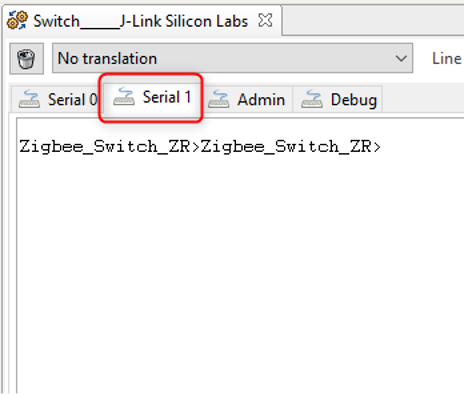 Switch_____J-Link Silicon Labs
No translation
Line
Serial 0
Serial 1
Admin
Debug
Zigbee_Switch_ZR>Zigbee_Switch_ZR>